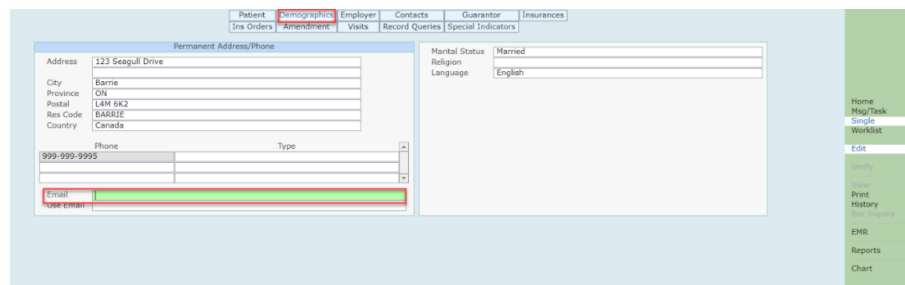 Patient Demographics Employer Contacts Guarantor Insurances
Ins Orders Amendment Visits Record Queries Special Indicators
Permanent Address/Phone
Address 123 Seagull Drive
City Barrie
Province ON
Postal L4M 6K2
Res Code BARRIE
Country Canada
Phone Type
999-999-9995
Email
Use Email
Marital Status Married
Religion
Language English
Home
Msg/Task
Single
Worklist
Edit
Verify
View
Print
History
Rec Inquiry
EMR
Reports
Chart